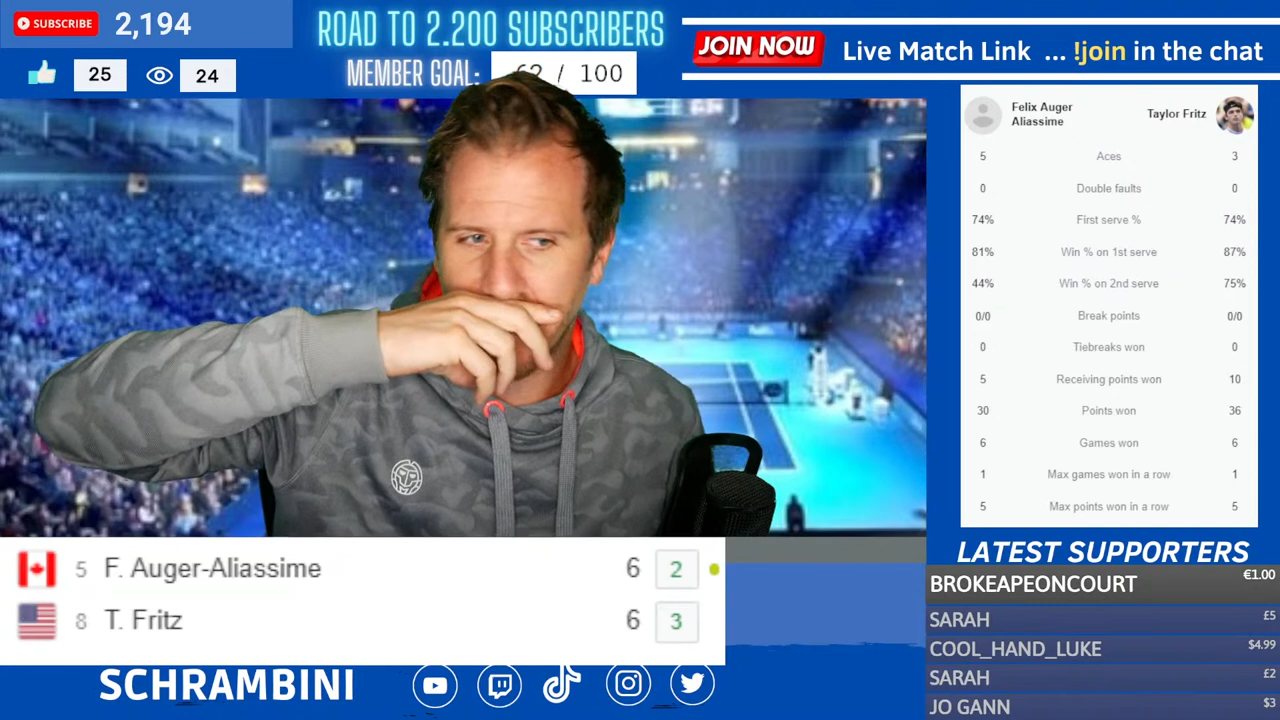 SUBSCRIBE 2,194
25 24
ROAD TO 2.200 SUBSCRIBERS
MEMBER GOAL: 62 / 100
JOIN NOW Live Match Link ... !join in the chat
Felix Auger Aliassime Taylor Fritz
5 Aces 3
0 Double faults 0
74% First serve % 74%
81% Win % on 1st serve 87%
44% Win % on 2nd serve 75%
0/0 Break points 0/0
0 Tiebreaks won 0
5 Receiving points won 10
30 Points won 36
6 Games won 6
1 Max games won in a row 1
5 Max points won in a row 5
5 F. Auger-Aliassime 6 2
8 T. Fritz 6 3
SCHRAMBINI
LATEST SUPPORTERS
BROKEAPEONCOURT €1.00
SARAH £5
COOL_HAND_LUKE $4.99
SARAH £2
JO GANN $3